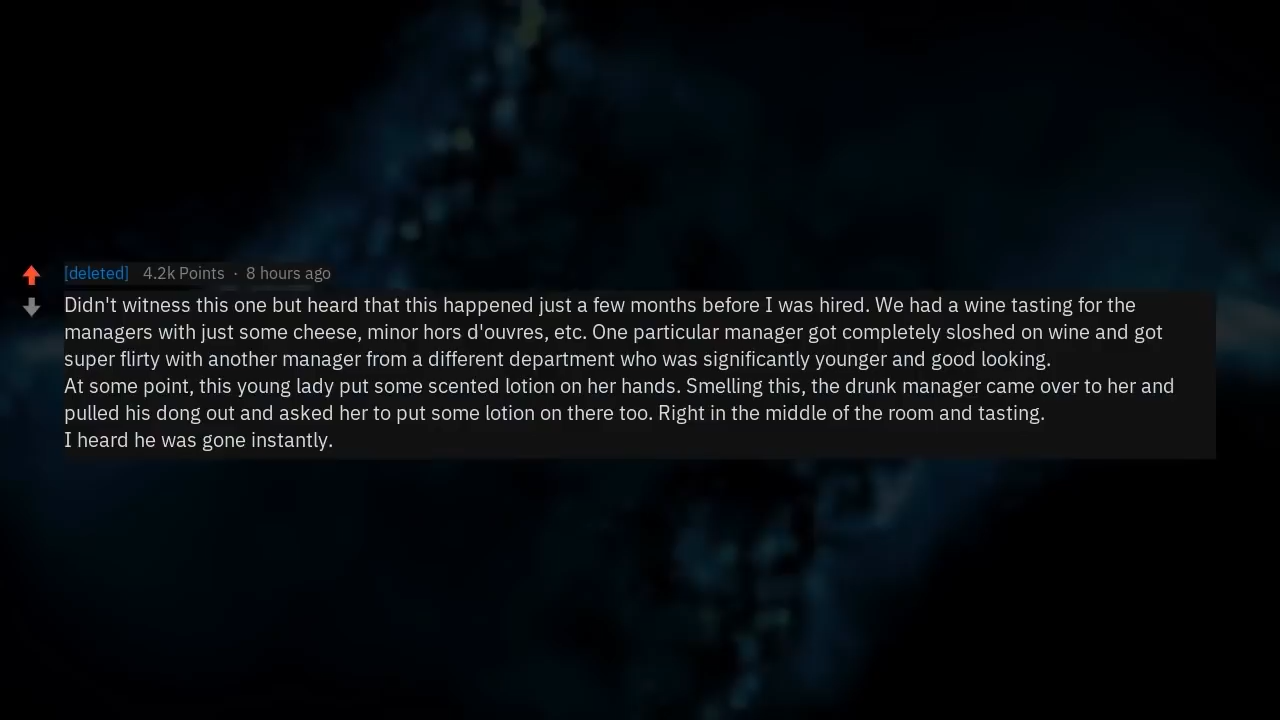 [deleted] 4.2k Points · 8 hours ago
Didn't witness this one but heard that this happened just a few months before I was hired. We had a wine tasting for the
managers with just some cheese, minor hors d'ouvres, etc. One particular manager got completely sloshed on wine and got
super flirty with another manager from a different department who was significantly younger and good looking.
At some point, this young lady put some scented lotion on her hands. Smelling this, the drunk manager came over to her and
pulled his dong out and asked her to put some lotion on there too. Right in the middle of the room and tasting.
I heard he was gone instantly.